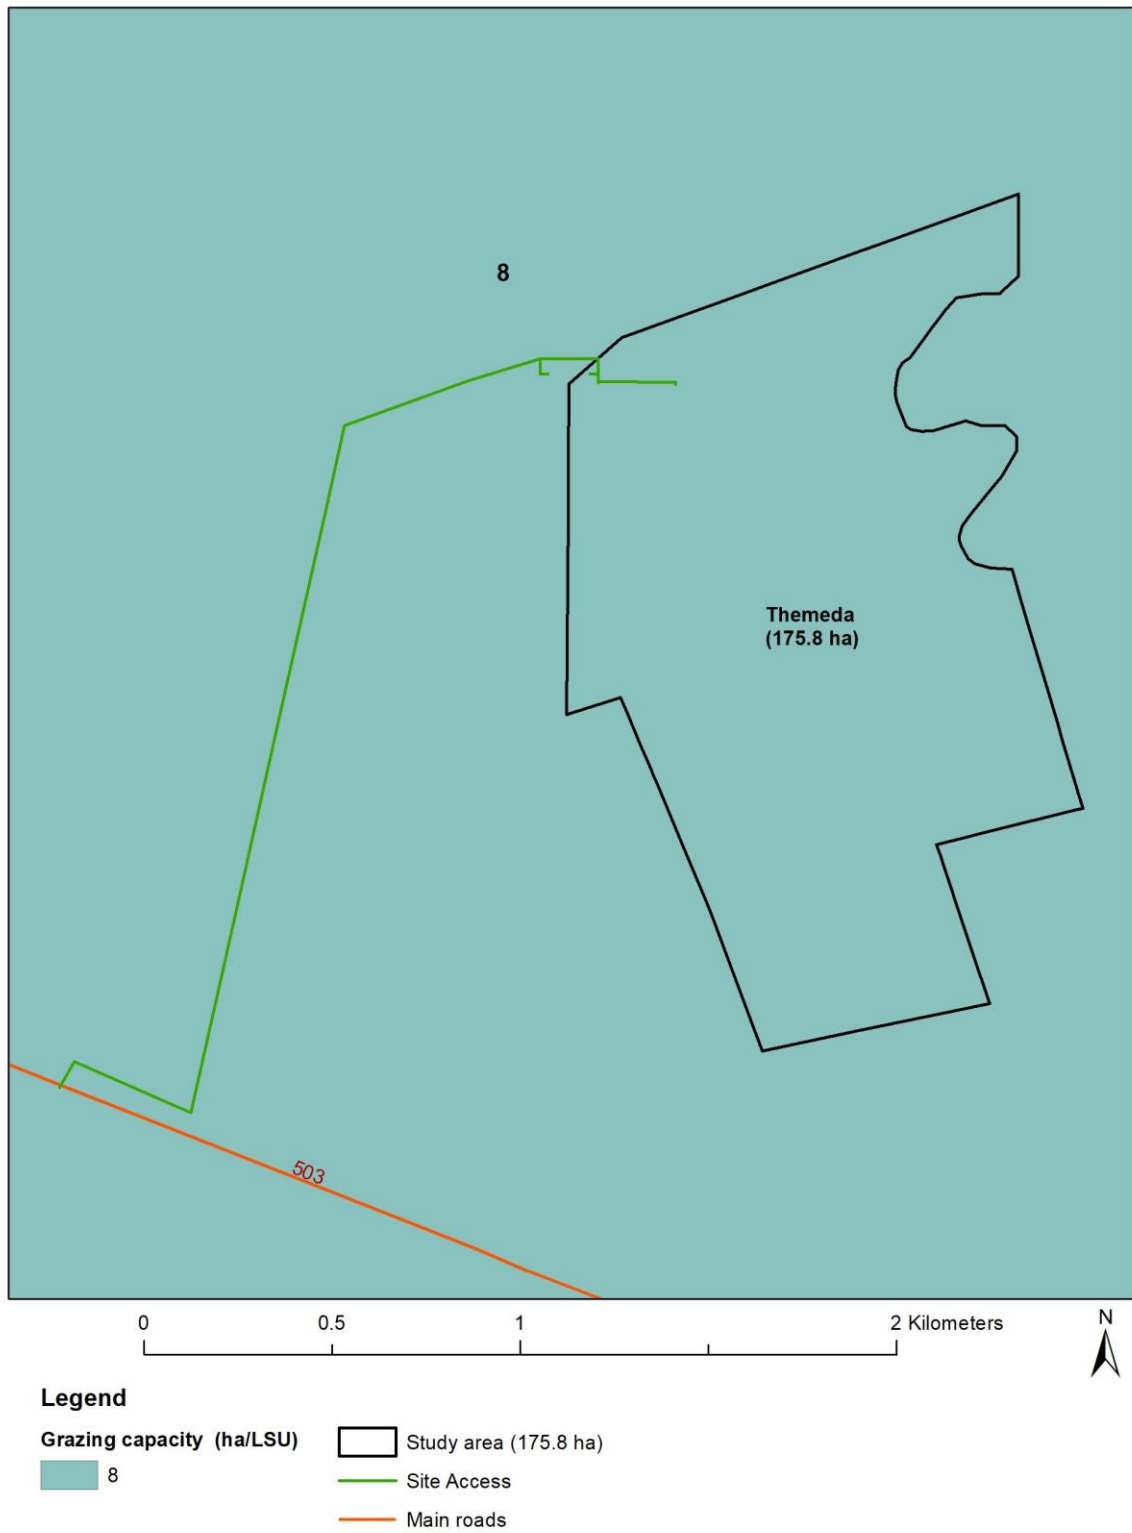 8
Themeda
(175.8 ha)
503
0 0.5 1 2 Kilometers
N
Legend
Grazing capacity (ha/LSU)
8
Study area (175.8 ha)
Site Access
Main roads